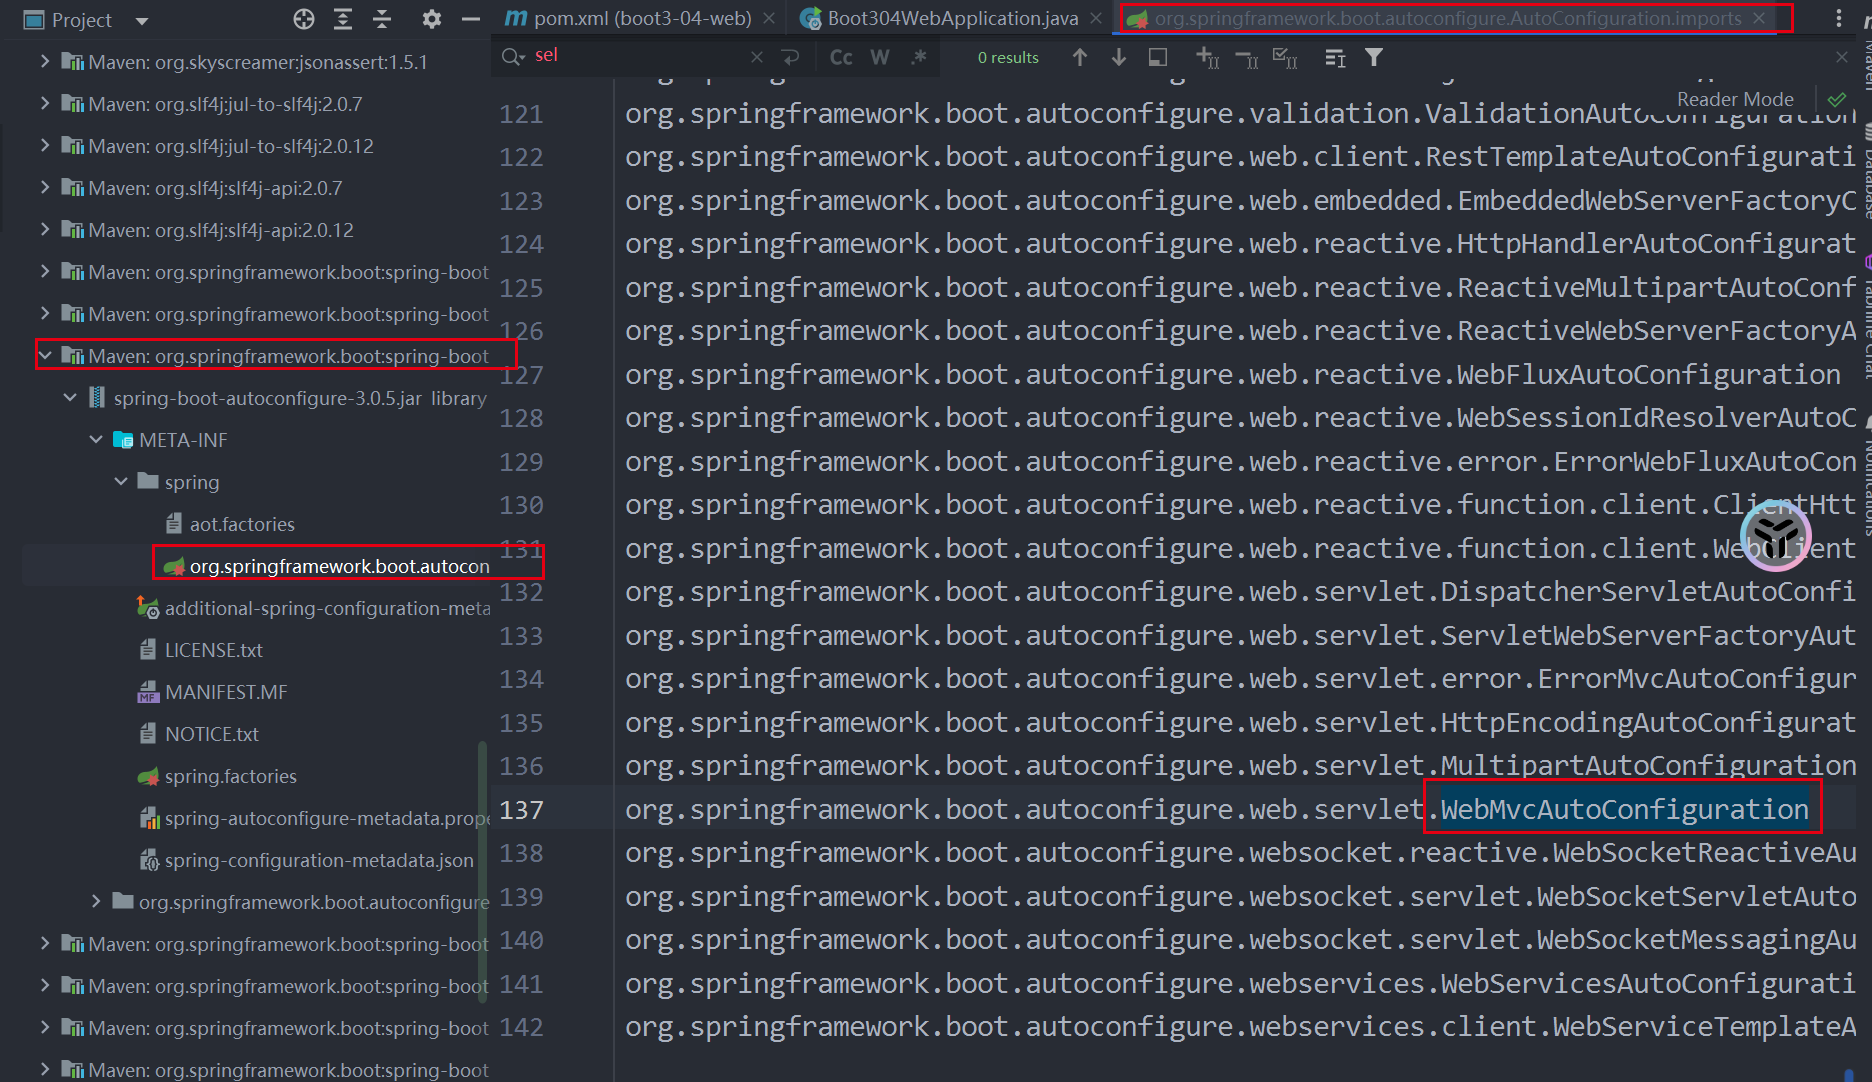 Project
pom.xml (boot3-04-web)
Boot304WebApplication.java
org.springframework.boot.autoconfigure.AutoConfiguration.imports
sel
Cc W .*
0 results
Reader Mode
Maven: org.skyscreamer:jsonassert:1.5.1
Maven: org.slf4j:jul-to-slf4j:2.0.7
Maven: org.slf4j:jul-to-slf4j:2.0.12
Maven: org.slf4j:slf4j-api:2.0.7
Maven: org.slf4j:slf4j-api:2.0.12
Maven: org.springframework.boot:spring-boot
Maven: org.springframework.boot:spring-boot
Maven: org.springframework.boot:spring-boot
spring-boot-autoconfigure-3.0.5.jar library
META-INF
spring
aot.factories
org.springframework.boot.autocon
additional-spring-configuration-meta
LICENSE.txt
MANIFEST.MF
NOTICE.txt
spring.factories
spring-autoconfigure-metadata.prope
spring-configuration-metadata.json
org.springframework.boot.autoconfigure
Maven: org.springframework.boot:spring-boot
Maven: org.springframework.boot:spring-boot
Maven: org.springframework.boot:spring-boot
Maven: org.springframework.boot:spring-boot
121 org.springframework.boot.autoconfigure.validation.ValidationAutoConfiguration
122 org.springframework.boot.autoconfigure.web.client.RestTemplateAutoConfigurati
123 org.springframework.boot.autoconfigure.web.embedded.EmbeddedWebServerFactoryC
124 org.springframework.boot.autoconfigure.web.reactive.HttpHandlerAutoConfigurat
125 org.springframework.boot.autoconfigure.web.reactive.ReactiveMultipartAutoConf
126 org.springframework.boot.autoconfigure.web.reactive.ReactiveWebServerFactoryA
127 org.springframework.boot.autoconfigure.web.reactive.WebFluxAutoConfiguration
128 org.springframework.boot.autoconfigure.web.reactive.WebSessionIdResolverAutoC
129 org.springframework.boot.autoconfigure.web.reactive.error.ErrorWebFluxAutoCon
130 org.springframework.boot.autoconfigure.web.reactive.function.client.ClientHtt
131 org.springframework.boot.autoconfigure.web.reactive.function.client.WebClient
132 org.springframework.boot.autoconfigure.web.servlet.DispatcherServletAutoConfi
133 org.springframework.boot.autoconfigure.web.servlet.ServletWebServerFactoryAut
134 org.springframework.boot.autoconfigure.web.servlet.error.ErrorMvcAutoConfigur
135 org.springframework.boot.autoconfigure.web.servlet.HttpEncodingAutoConfigurat
136 org.springframework.boot.autoconfigure.web.servlet.MultipartAutoConfiguration
137 org.springframework.boot.autoconfigure.web.servlet.WebMvcAutoConfiguration
138 org.springframework.boot.autoconfigure.websocket.reactive.WebSocketReactiveAu
139 org.springframework.boot.autoconfigure.websocket.servlet.WebSocketServletAuto
140 org.springframework.boot.autoconfigure.websocket.servlet.WebSocketMessagingAu
141 org.springframework.boot.autoconfigure.webservices.WebServicesAutoConfigurati
142 org.springframework.boot.autoconfigure.webservices.client.WebServiceTemplateA
Notifications